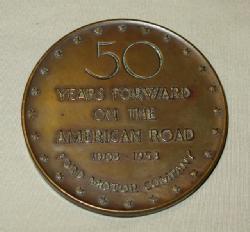 50
YEARS FORWARD
ON THE
AMERICAN ROAD
1903 - 1953
FORD MOTOR COMPANY